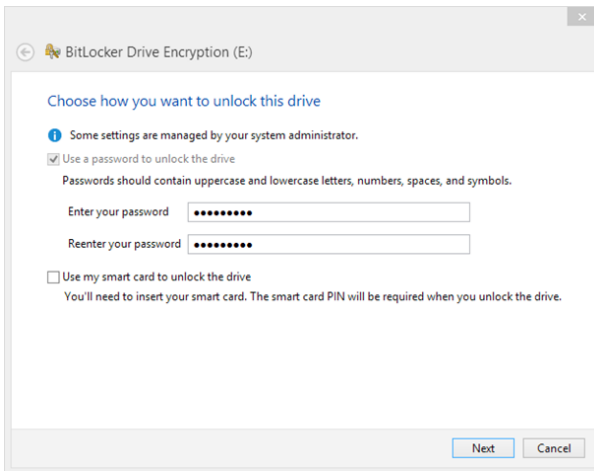 BitLocker Drive Encryption (E:)
Choose how you want to unlock this drive
Some settings are managed by your system administrator.
Use a password to unlock the drive
Passwords should contain uppercase and lowercase letters, numbers, spaces, and symbols.
Enter your password •••••••••
Reenter your password •••••••••
Use my smart card to unlock the drive
You'll need to insert your smart card. The smart card PIN will be required when you unlock the drive.
Next Cancel